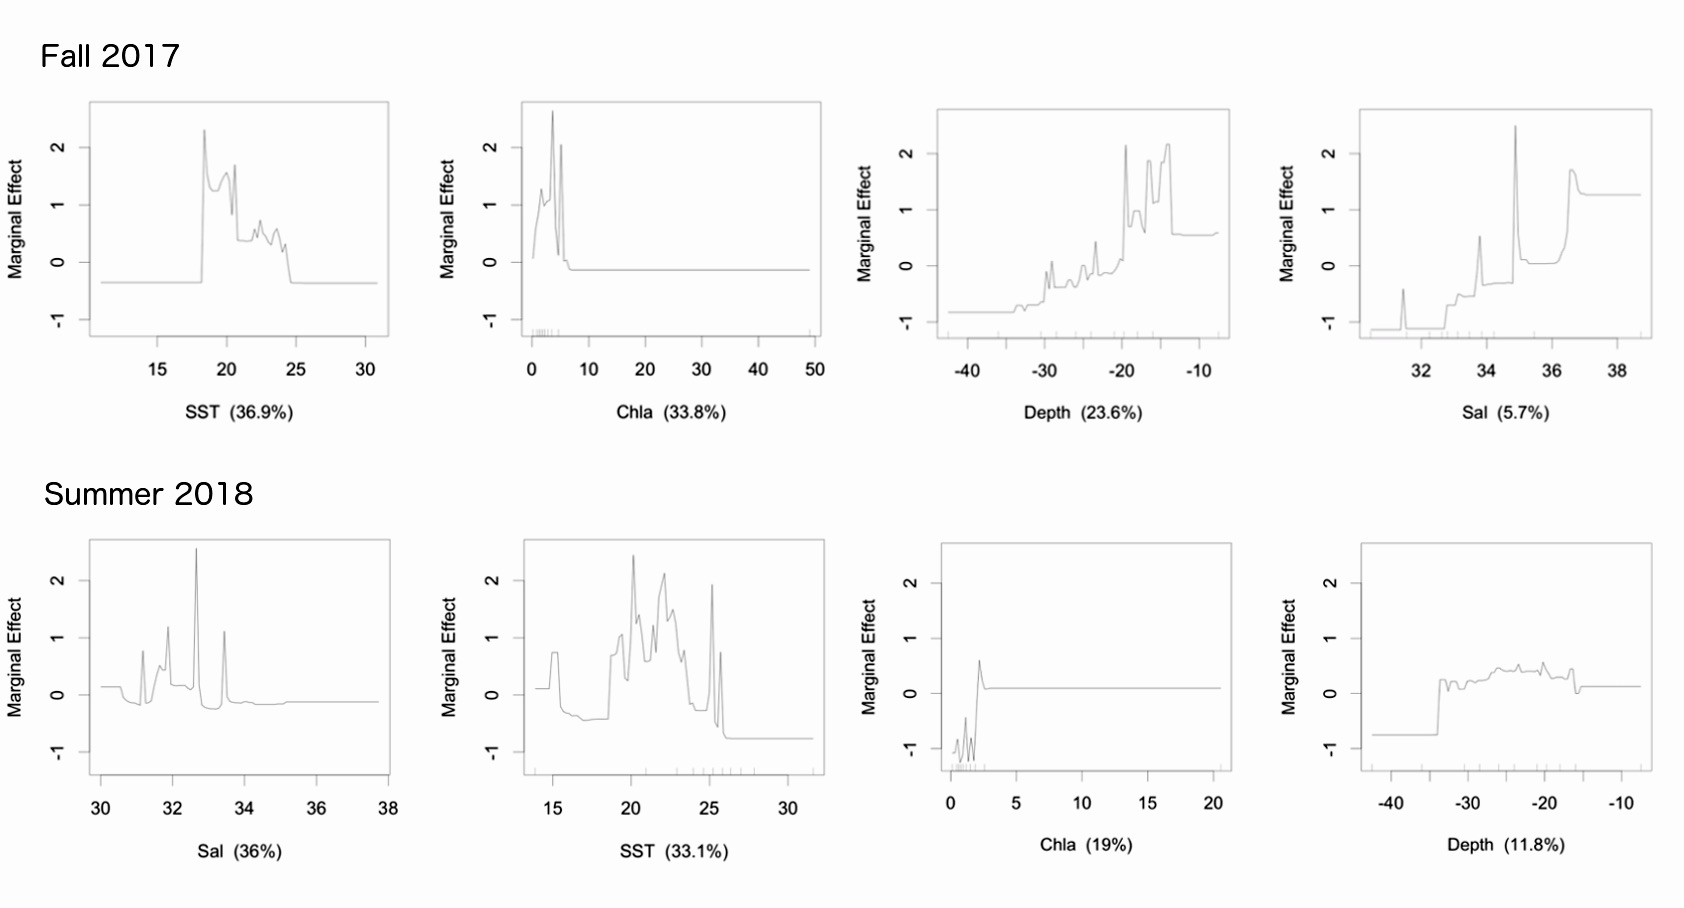 Fall 2017
Marginal Effect
2
1
0
-1
15 20 25 30
SST (36.9%)
Marginal Effect
2
1
0
-1
0 10 20 30 40 50
Chla (33.8%)
Marginal Effect
2
1
0
-1
-40 -30 -20 -10
Depth (23.6%)
Marginal Effect
2
1
0
-1
32 34 36 38
Sal (5.7%)
Summer 2018
Marginal Effect
2
1
0
-1
30 32 34 36 38
Sal (36%)
Marginal Effect
2
1
0
-1
15 20 25 30
SST (33.1%)
Marginal Effect
2
1
0
-1
0 5 10 15 20
Chla (19%)
Marginal Effect
2
1
0
-1
-40 -30 -20 -10
Depth (11.8%)